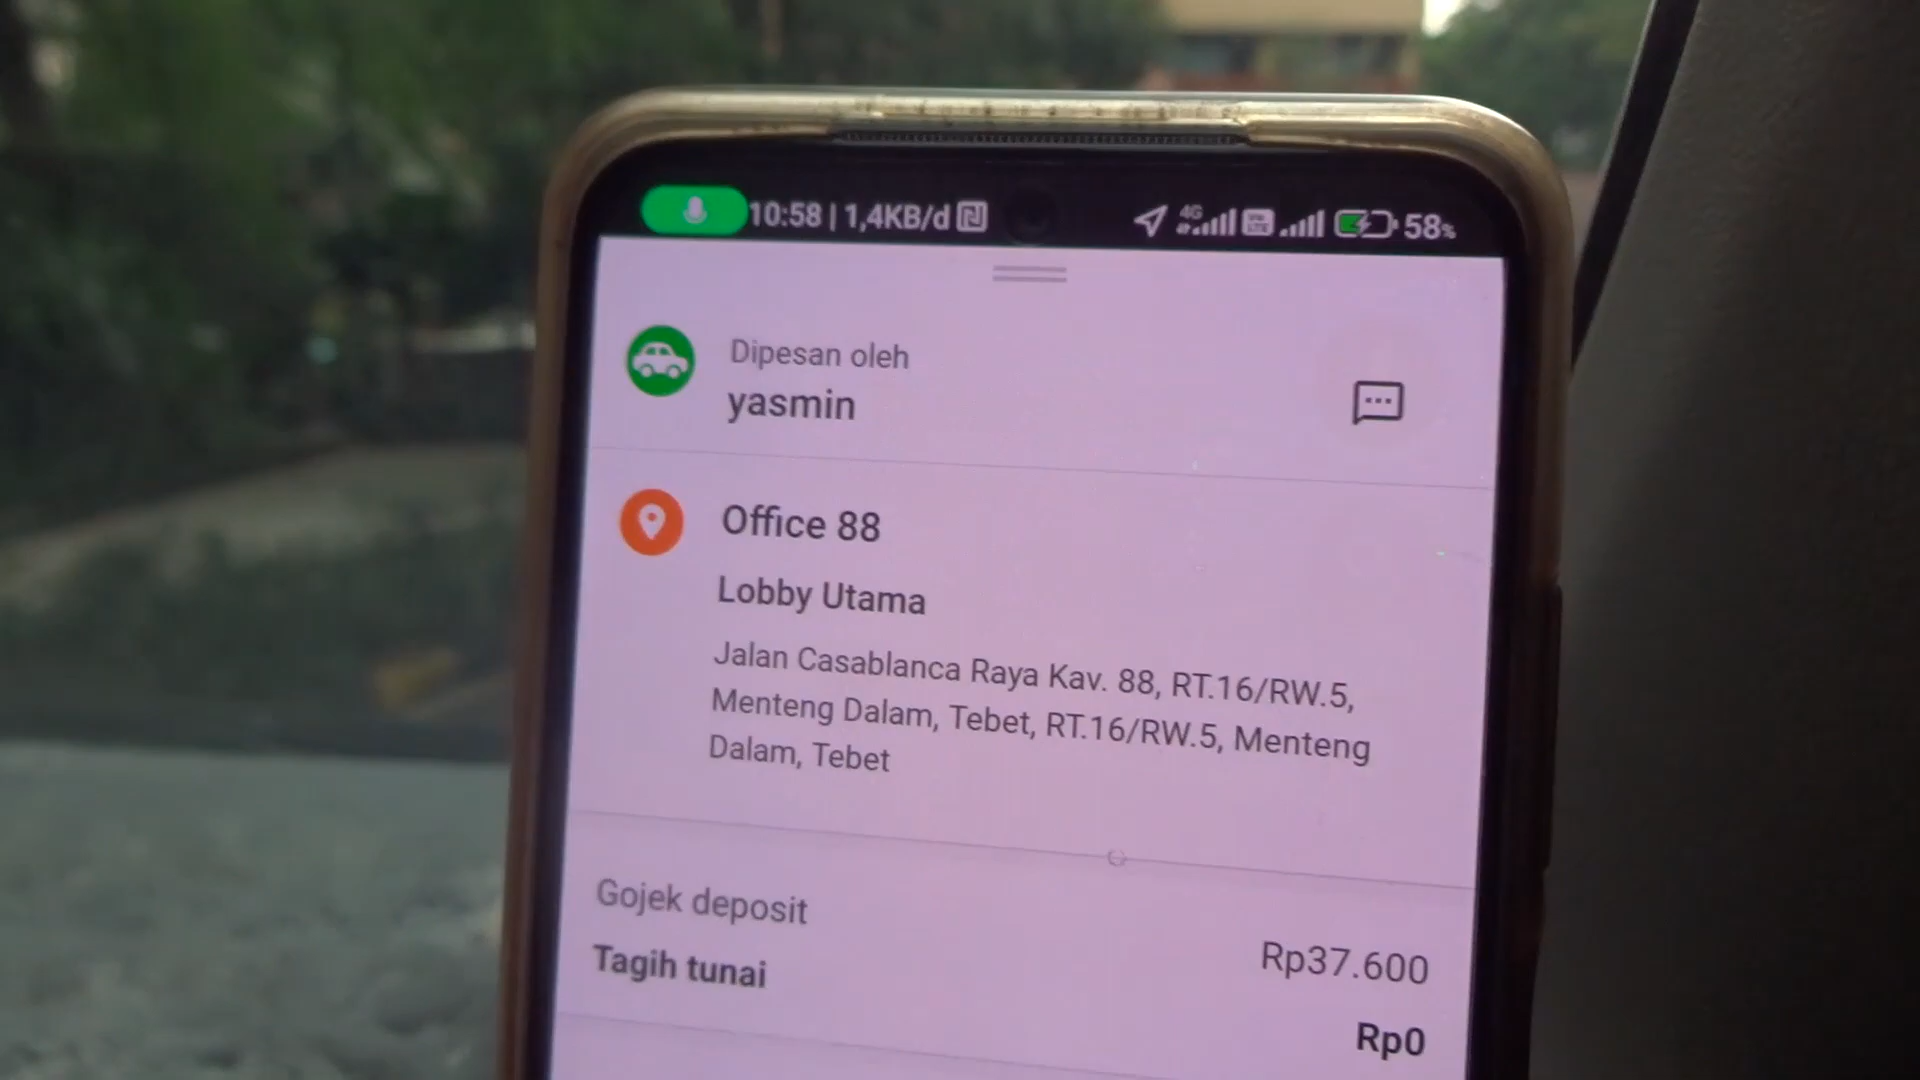 10:58 | 1,4KB/d 4G 58%
Dipesan oleh
yasmin
Office 88
Lobby Utama
Jalan Casablanca Raya Kav. 88, RT.16/RW.5,
Menteng Dalam, Tebet, RT.16/RW.5, Menteng
Dalam, Tebet
Gojek deposit
Rp37.600
Tagih tunai
Rp0